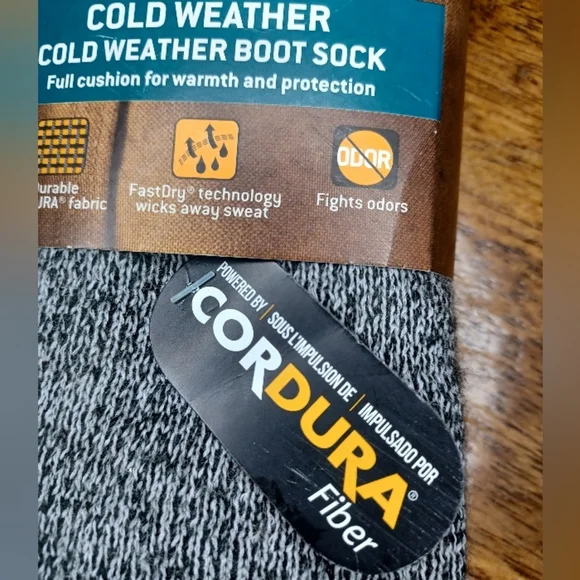 COLD WEATHER
COLD WEATHER BOOT SOCK
Full cushion for warmth and protection
ODOR
FastDry® technology
wicks away sweat
Fights odors
fabric
POWERED BY | SOUS L'IMPULSION DE | IMPULSADO POR
CORDURA®
Fiber